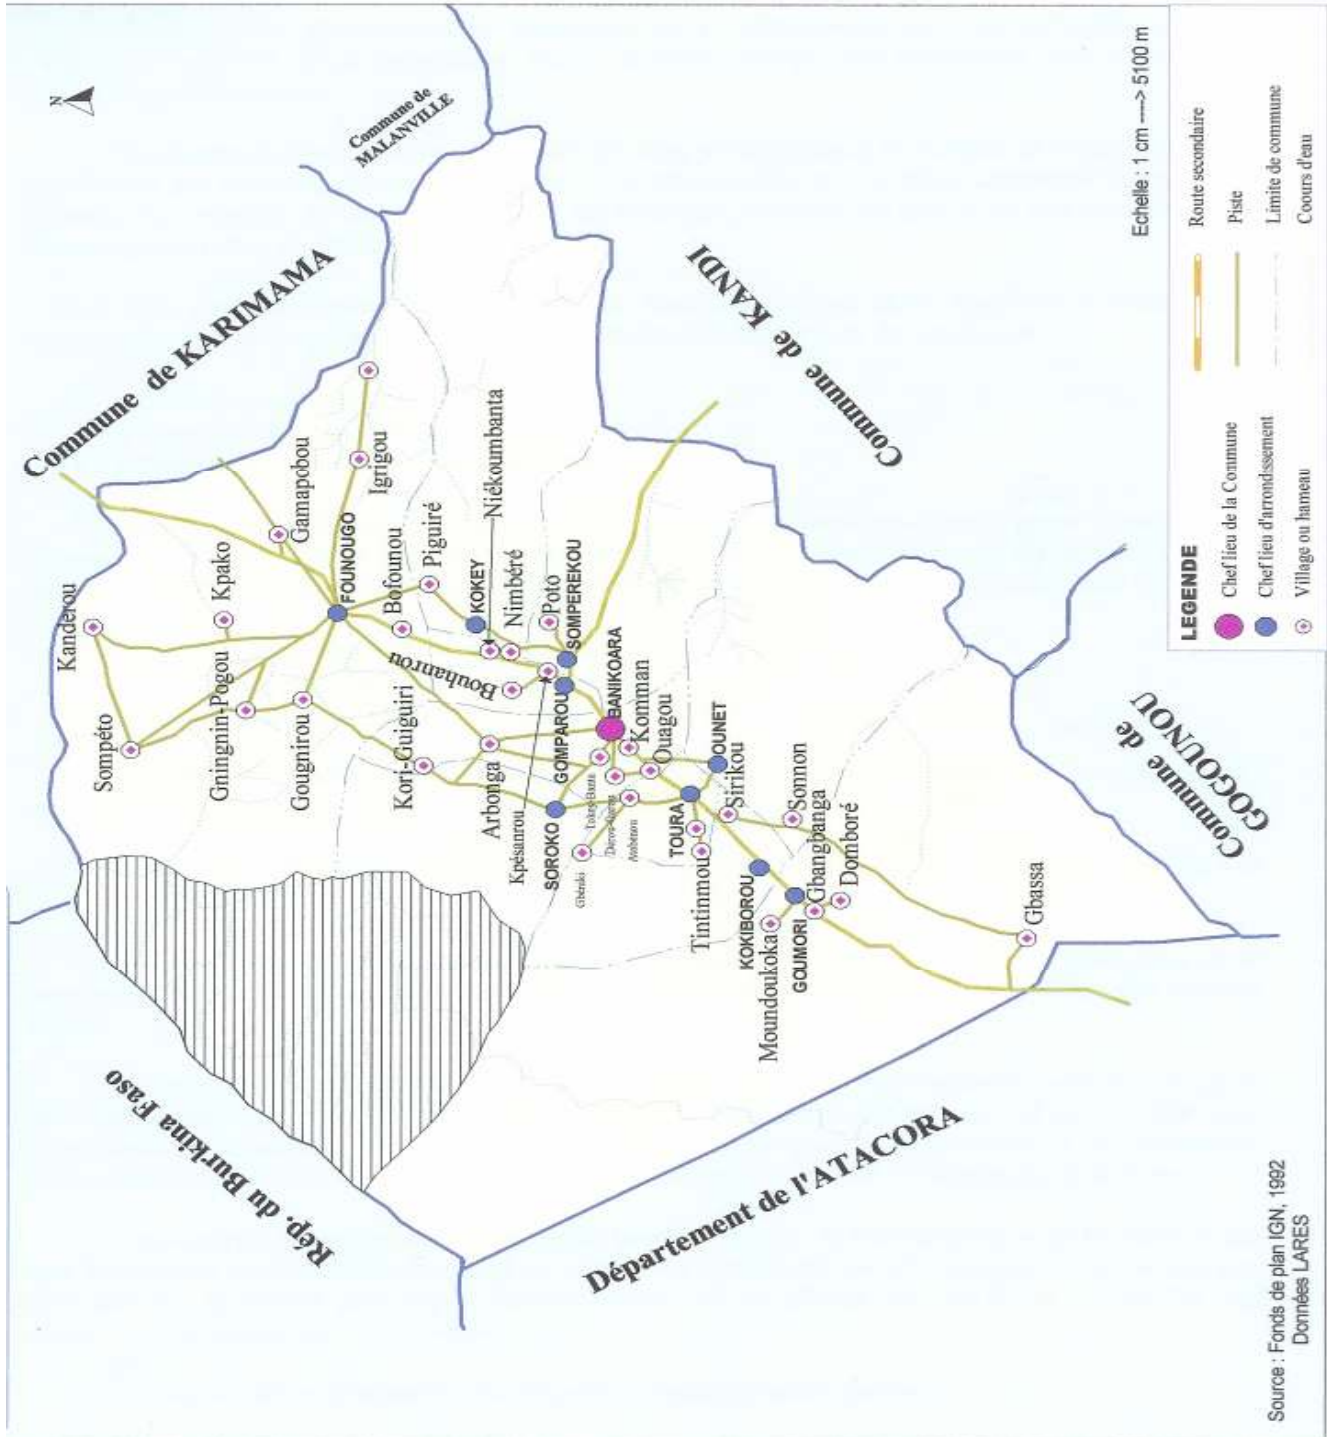 N
Commune de
MALANVILLE
Commune de KARIMAMA
Commune de KANDI
Kanderou
Kpako
Gamapobou
Sompéto
Gningnin-Pogou
FOUNOUGO
Igrigou
Gougnirou
Bofounou
Piguiré
Kori-Guiguiri
KOKEY
Niékoumbanta
Bouhanrou
Nimbéré
Arbonga
Potò
Kpésanrou
GOMPAROU
SOMPEREKOU
SOROKO
BANIKOARA
Komman
Ouagou
Gbéniki
TOURA
OUNET
Sirikou
Tintinmou
Sonnon
KOKIBOROU
Moundoukoka
GOUMORI
Gbangbanga
Domboré
Gbassa
Rép. du Burkina Faso
Département de l'ATACORA
Commune de
GOGOUNOU
Echelle : 1 cm ----> 5100 m
LEGENDE
Chef lieu de la Commune
Chef lieu d'arrondissement
Village ou hameau
Route secondaire
Piste
Limite de commune
Coours d'eau
Source : Fonds de plan IGN, 1992
Données LARES